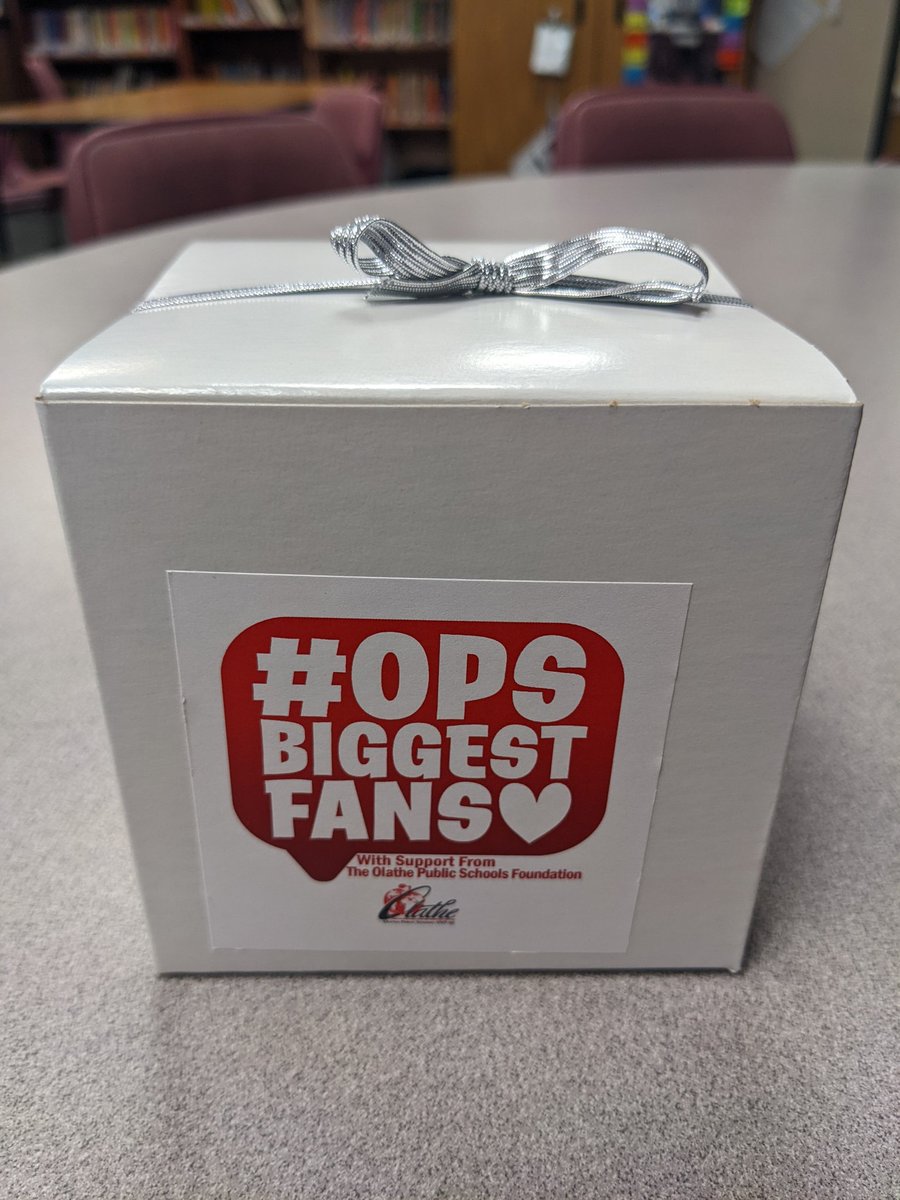 #OPS
BIGGEST
FANS
With Support From
The Olathe Public Schools Foundation
Olathe